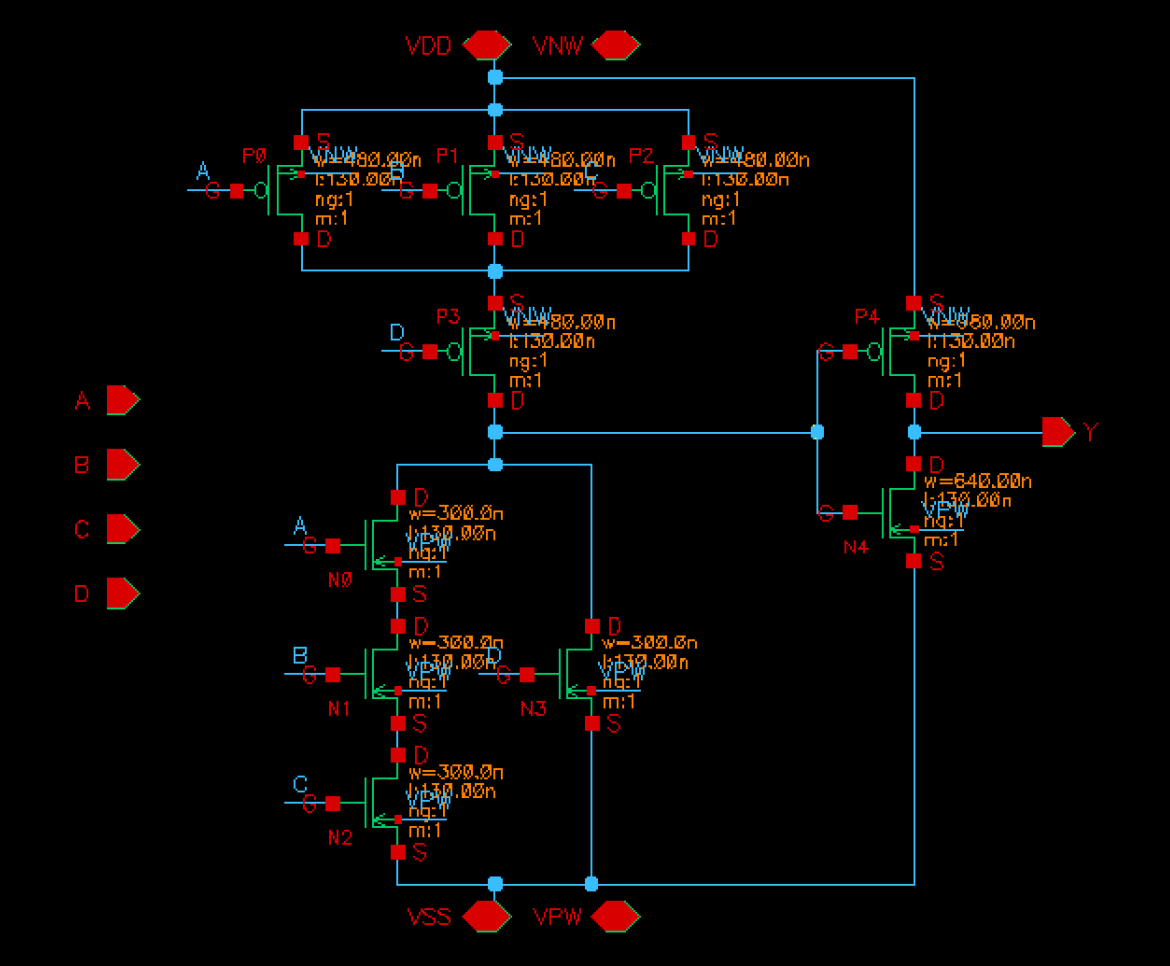 VDD VNW
P0 S
VNW
w=480.00n
A G
l:130.00n
ng:1
m:1
D
P1 S
VNW
w=480.00n
B G
l:130.00n
ng:1
m:1
D
P2 S
VNW
w=480.00n
C G
l:130.00n
ng:1
m:1
D
P3 S
VNW
w=480.00n
D G
l:130.00n
ng:1
m:1
D
P4 S
VNW
G
l:130.00n
ng:1
m:1
D
A
B
C
D
Y
D
w=300.0n
A G
l:130.00n
VPW
ng:1
m:1
N0
S
D
w=300.0n
B G
l:130.00n
VPW
ng:1
m:1
N1
S
D
w=300.0n
C G
l:130.00n
VPW
ng:1
m:1
N2
S
D
w=300.0n
D G
l:130.00n
VPW
ng:1
m:1
N3
S
D
w=640.00n
l:130.00n
G
VPW
ng:1
m:1
N4
S
VSS VPW